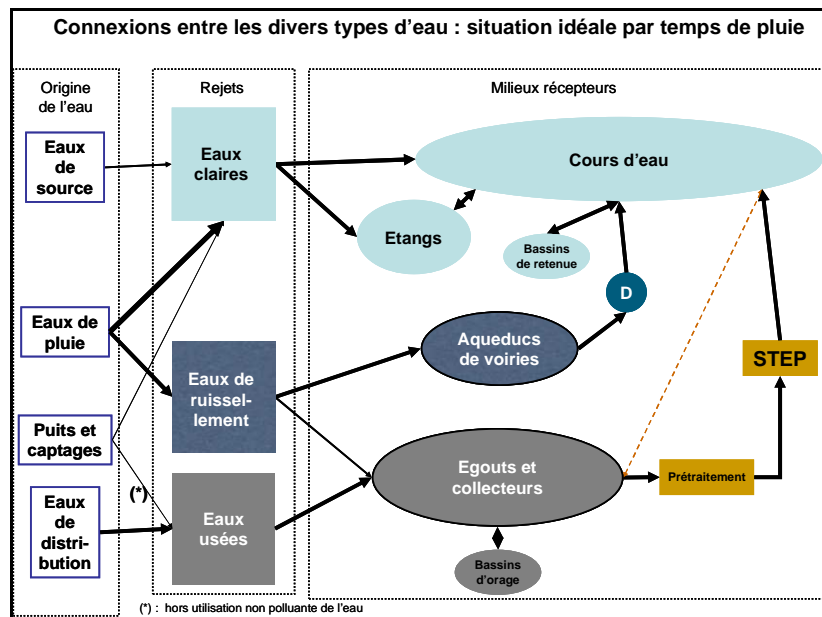 Connexions entre les divers types d'eau : situation idéale par temps de pluie
Origine
de l'eau
Rejets
Milieux récepteurs
Eaux
de
source
Eaux
claires
Cours d'eau
Etangs
Bassins
de retenue
D
Eaux de
pluie
Aqueducs
de voiries
Eaux de
ruissel-
lement
STEP
Puits et
captages
Egouts et
collecteurs
Prétraitement
(*)
Eaux
de
distri-
bution
Eaux
usées
Bassins
d'orage
(*) : hors utilisation non polluante de l'eau